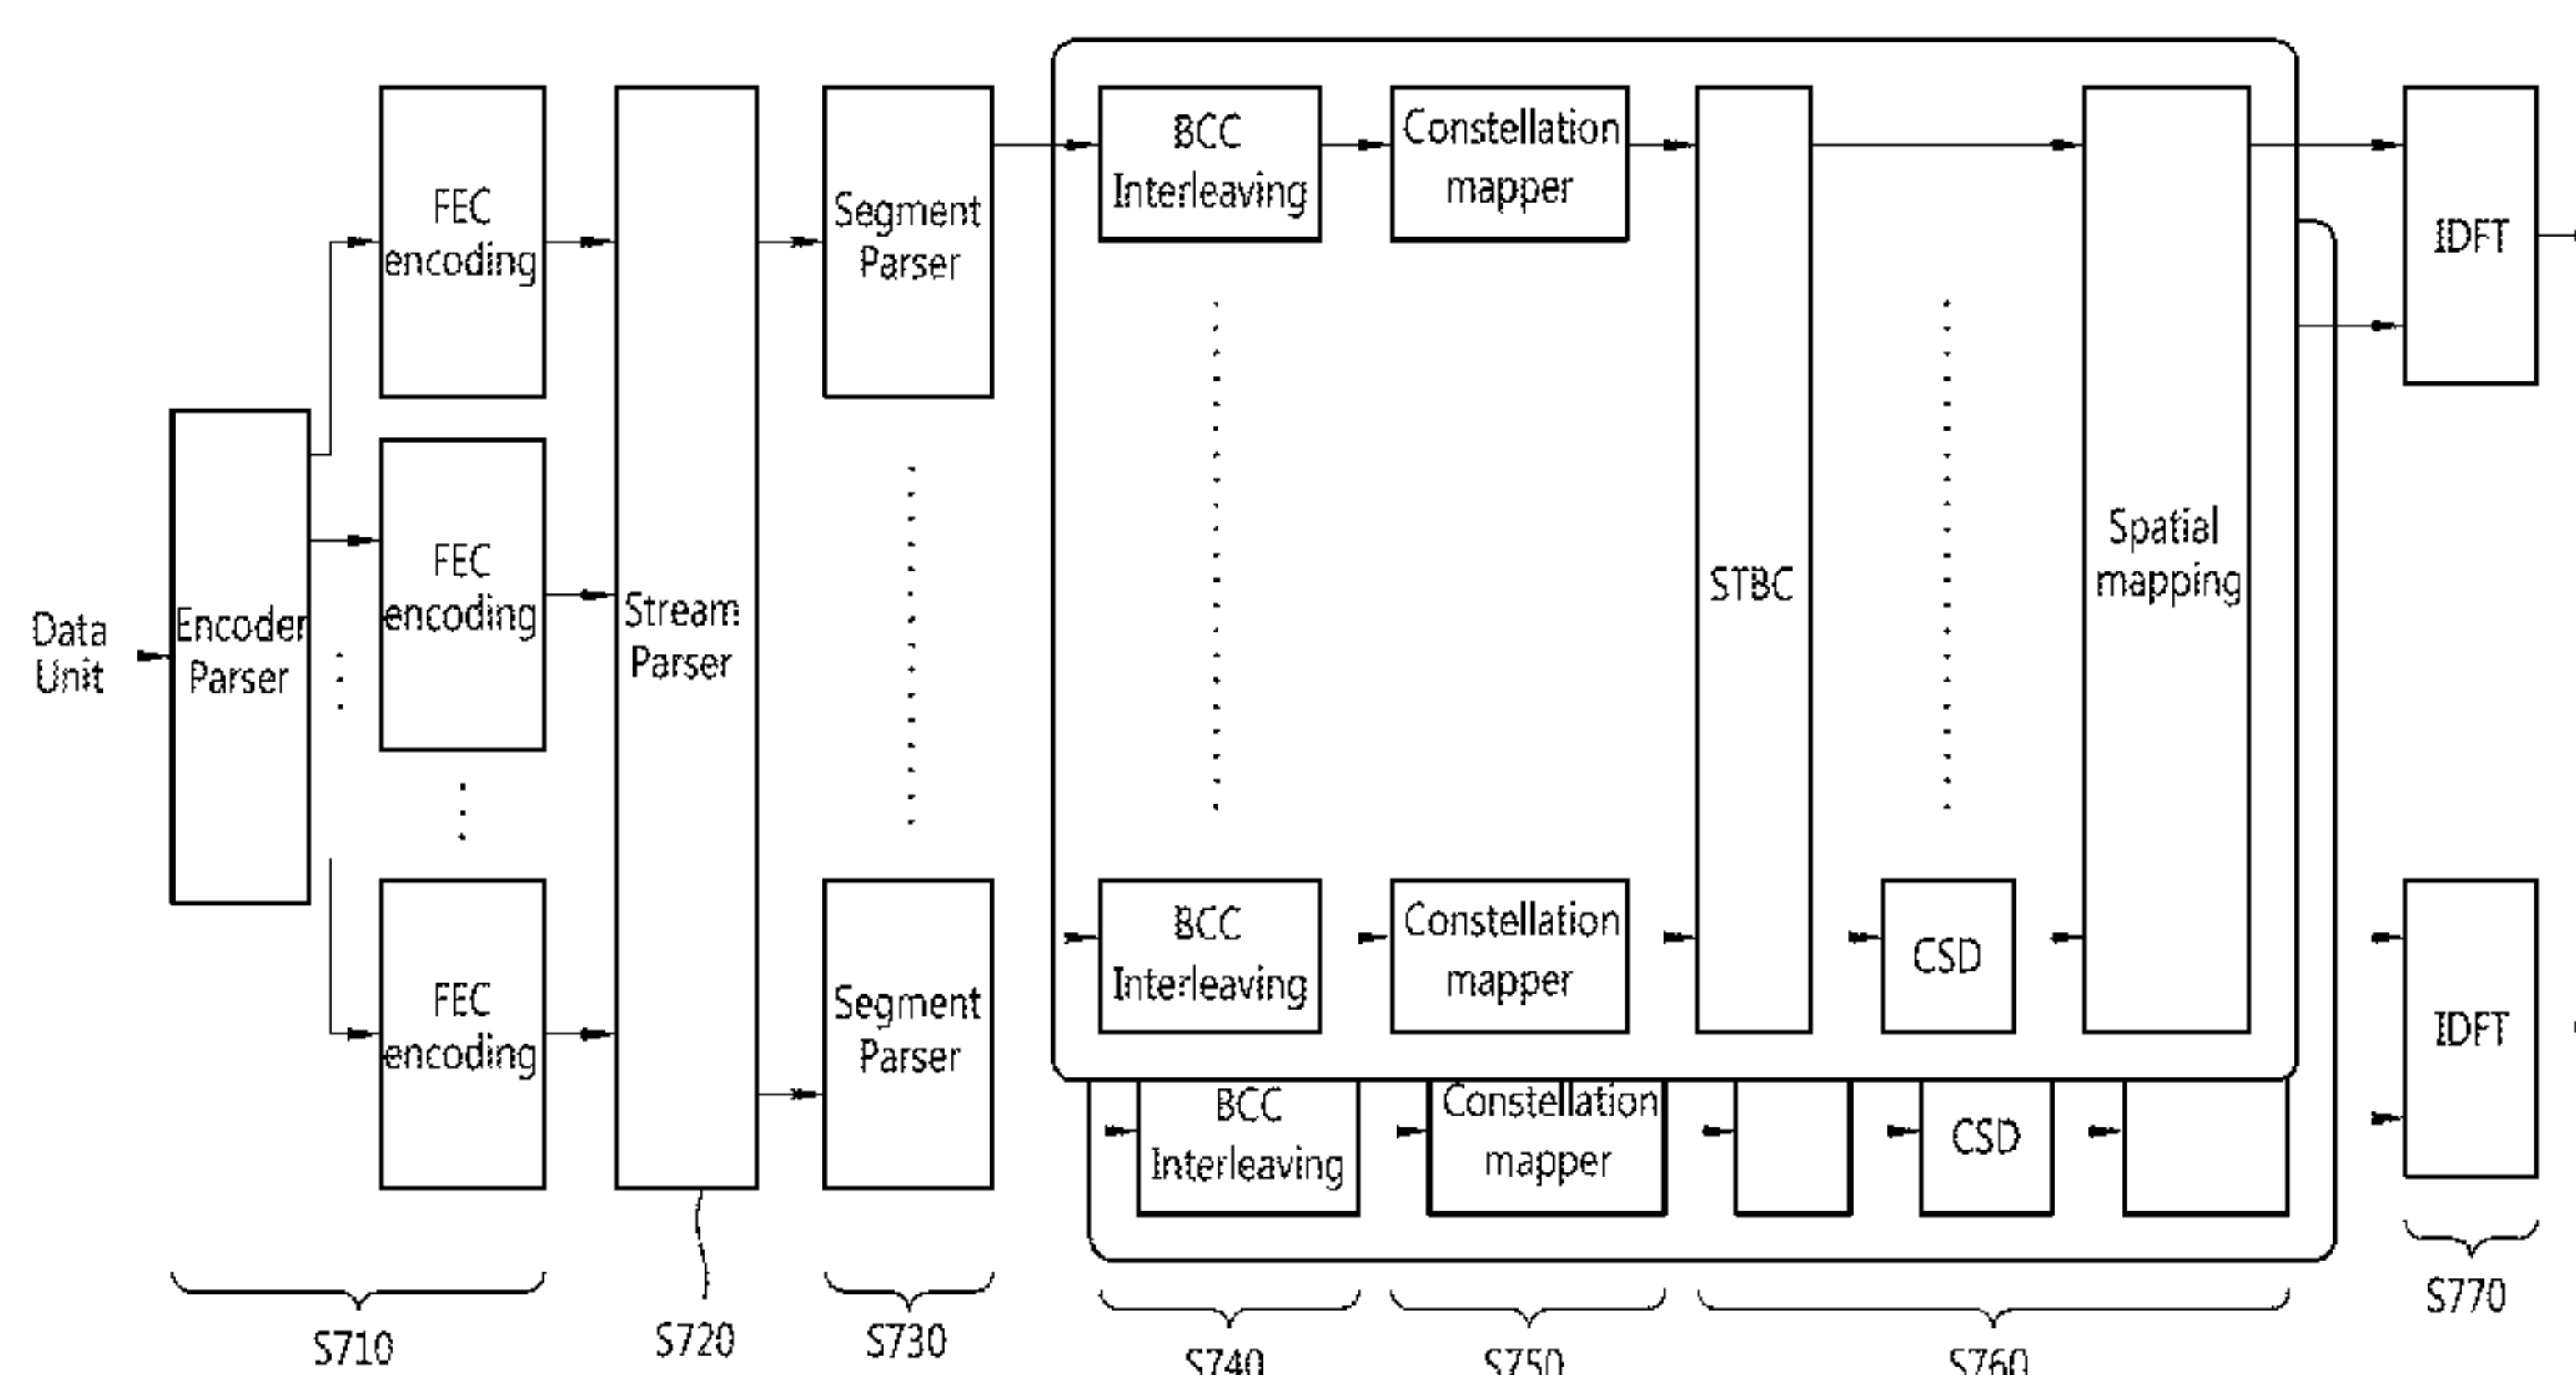 Data
Unit
Encoder
Parser
FEC
encoding
FEC
encoding
FEC
encoding
Stream
Parser
Segment
Parser
Segment
Parser
BCC
Interleaving
Constellation
mapper
STBC
Spatial
mapping
BCC
Interleaving
Constellation
mapper
CSD
BCC
Interleaving
Constellation
mapper
CSD
IDFT
IDFT
S710
S720
S730
S740
S750
S760
S770